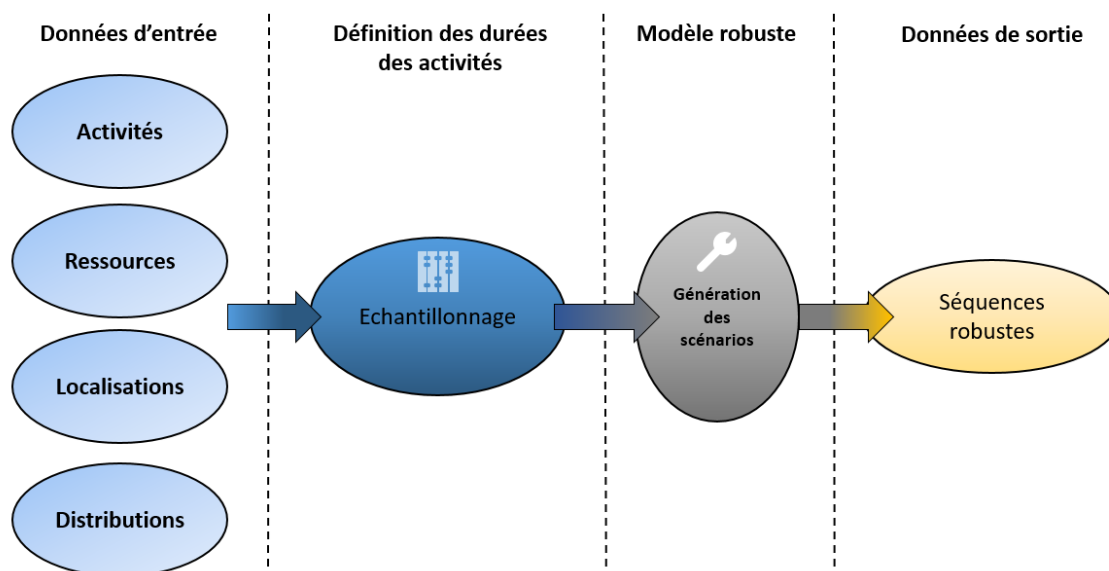 Données d’entrée
Activités
Ressources
Localisations
Distributions
Définition des durées
des activités
Echantillonnage
Modèle robuste
Génération
des
scénarios
Données de sortie
Séquences
robustes